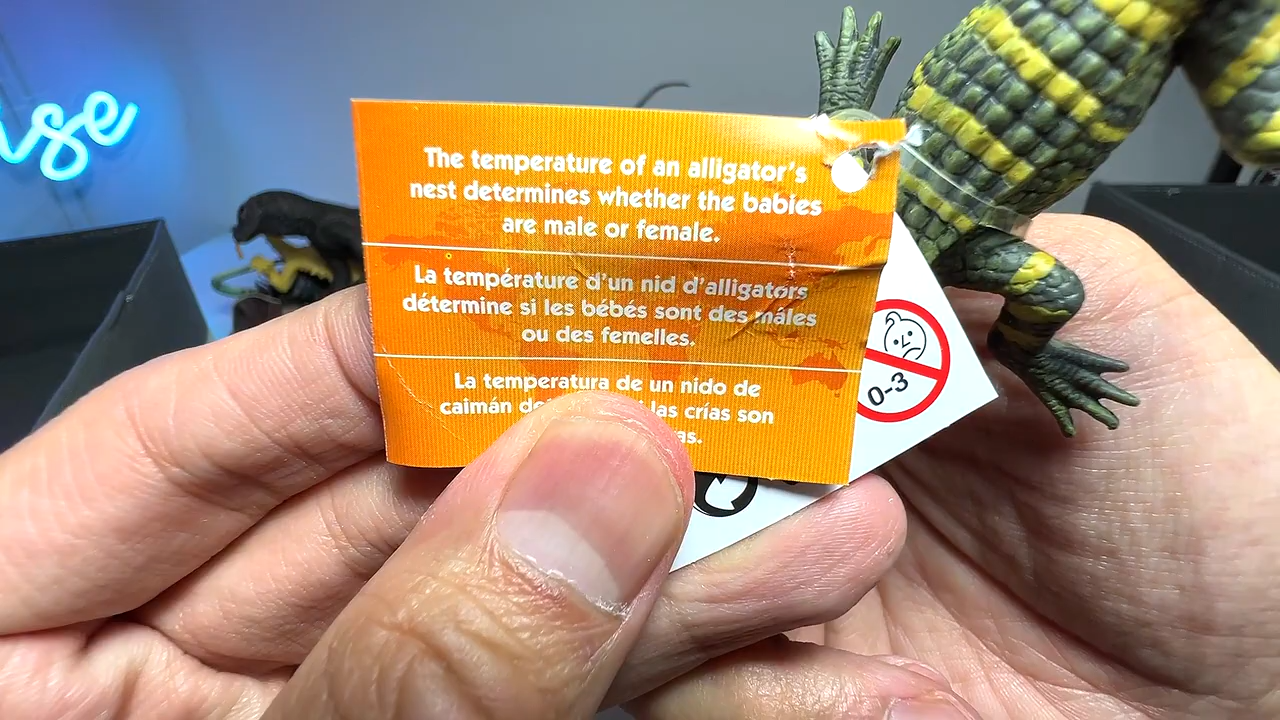 ise
The temperature of an alligator's
nest determines whether the babies
are male or female.
La température d'un nid d'alligators
détermine si les bébés sont des mâles
ou des femelles.
La temperatura de un nido de
caimán las crías son
0-3